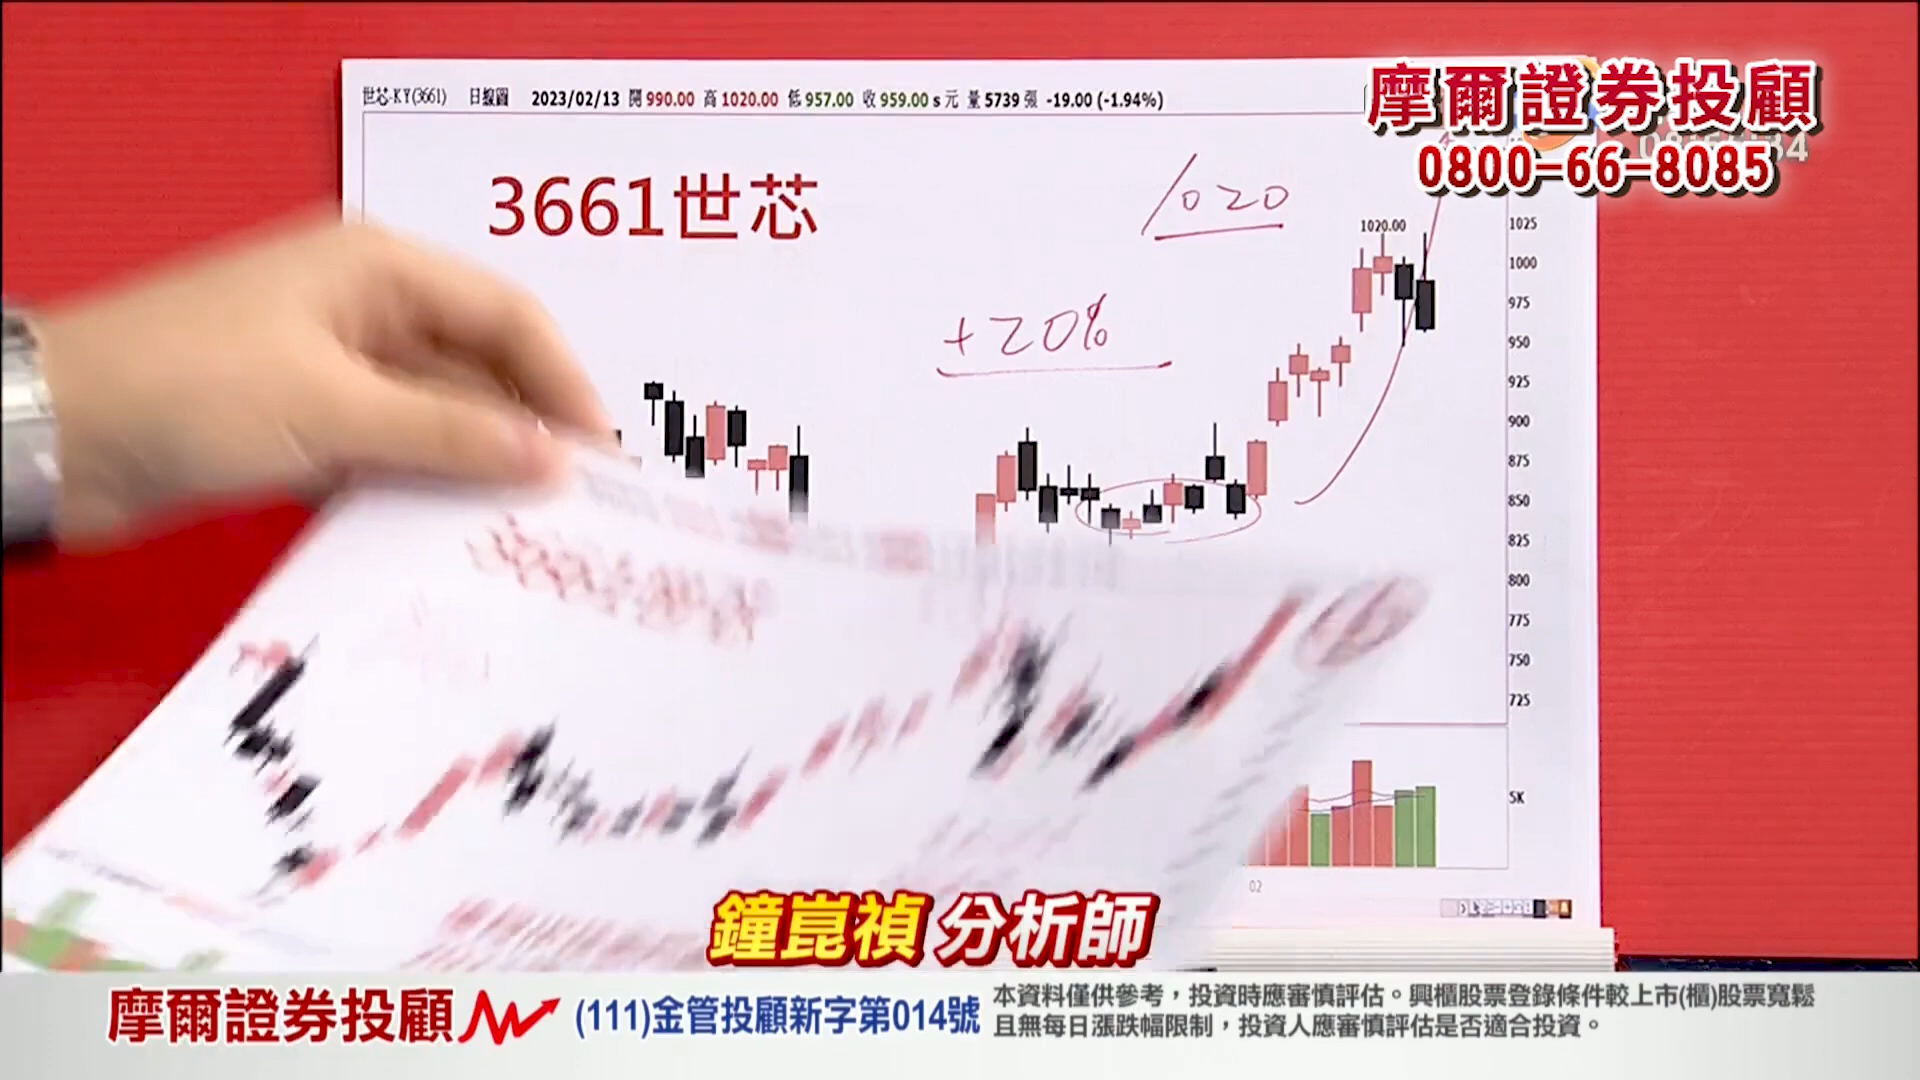 摩爾證券投顧
0800-66-8085
世芯-KY(3661) 日線圖 2023/02/13 開 990.00 高 1020.00 低 957.00 收 959.00 s 元 量 5739 張 -19.00 (-1.94%)
3661世芯
1020
1020.00
+20%
1025
1000
975
950
925
900
875
850
825
800
775
750
725
5K
02
鐘崑禎 分析師
摩爾證券投顧 (111)金管投顧新字第014號
本資料僅供參考，投資時應審慎評估。興櫃股票登錄條件較上市(櫃)股票寬鬆
且無每日漲跌幅限制，投資人應審慎評估是否適合投資。